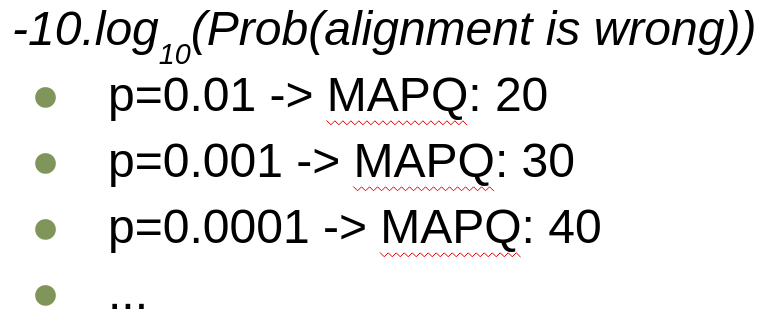 -10.log10(Prob(alignment is wrong))
p=0.01 -> MAPQ: 20
p=0.001 -> MAPQ: 30
p=0.0001 -> MAPQ: 40
...